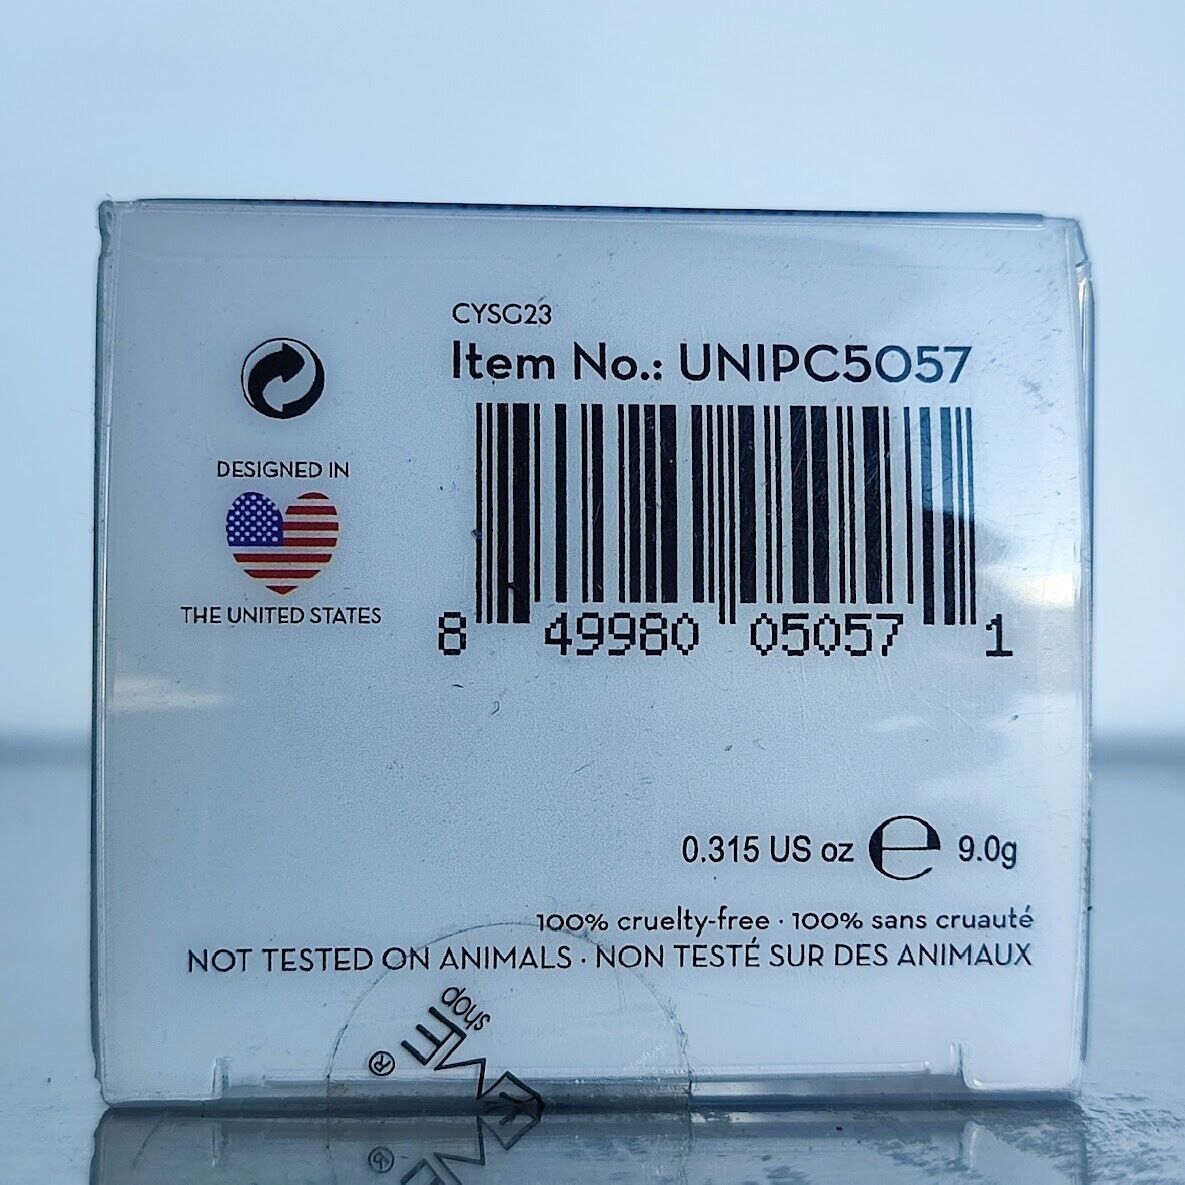 CYSG23
Item No.: UNIPC5057
DESIGNED IN
THE UNITED STATES
8 49980 05057 1
0.315 US oz e 9.0g
100% cruelty-free · 100% sans cruauté
NOT TESTED ON ANIMALS · NON TESTÉ SUR DES ANIMAUX
shop
®